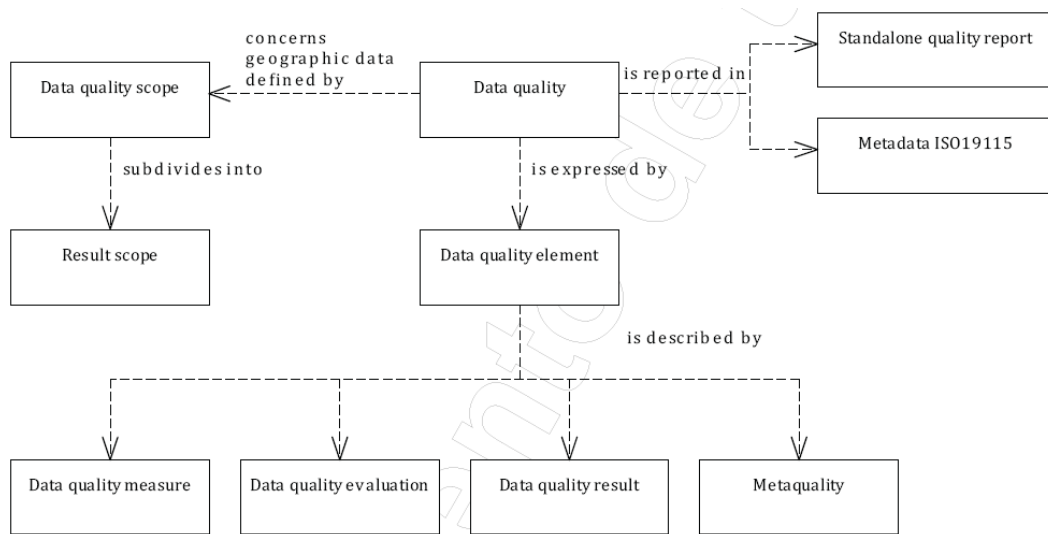 concerns
geographic data
defined by
Data quality scope
Data quality
is reported in
Standalone quality report
Metadata ISO19115
subdivides into
is expressed by
Result scope
Data quality element
is described by
Data quality measure
Data quality evaluation
Data quality result
Metaquality